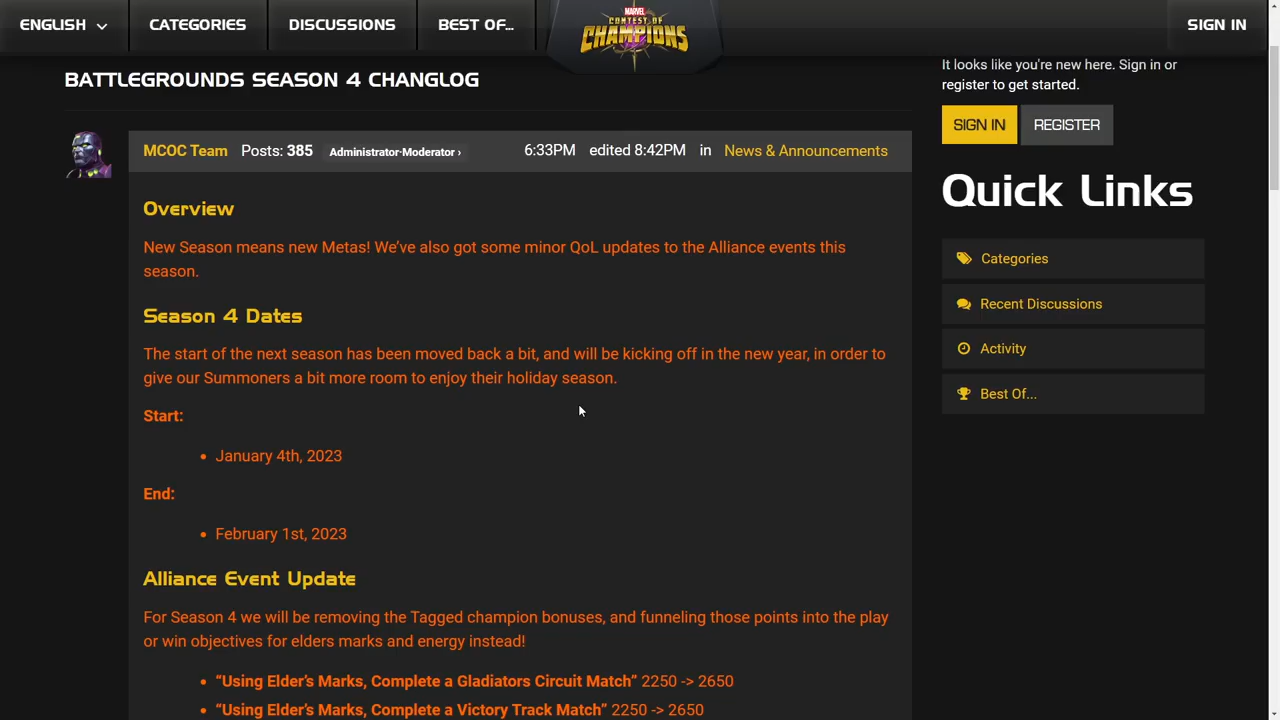 ENGLISH
CATEGORIES
DISCUSSIONS
BEST OF...
MARVEL
CONTEST OF
CHAMPIONS
SIGN IN
BATTLEGROUNDS SEASON 4 CHANGLOG
It looks like you're new here. Sign in or
register to get started.
SIGN IN
REGISTER
MCOC Team Posts: 385 Administrator·Moderator › 6:33PM edited 8:42PM in News & Announcements
Overview
New Season means new Metas! We’ve also got some minor QoL updates to the Alliance events this
season.
Season 4 Dates
The start of the next season has been moved back a bit, and will be kicking off in the new year, in order to
give our Summoners a bit more room to enjoy their holiday season.
Start:
• January 4th, 2023
End:
• February 1st, 2023
Alliance Event Update
For Season 4 we will be removing the Tagged champion bonuses, and funneling those points into the play
or win objectives for elders marks and energy instead!
• “Using Elder’s Marks, Complete a Gladiators Circuit Match” 2250 -> 2650
• “Using Elder’s Marks, Complete a Victory Track Match” 2250 -> 2650
Quick Links
Categories
Recent Discussions
Activity
Best Of...